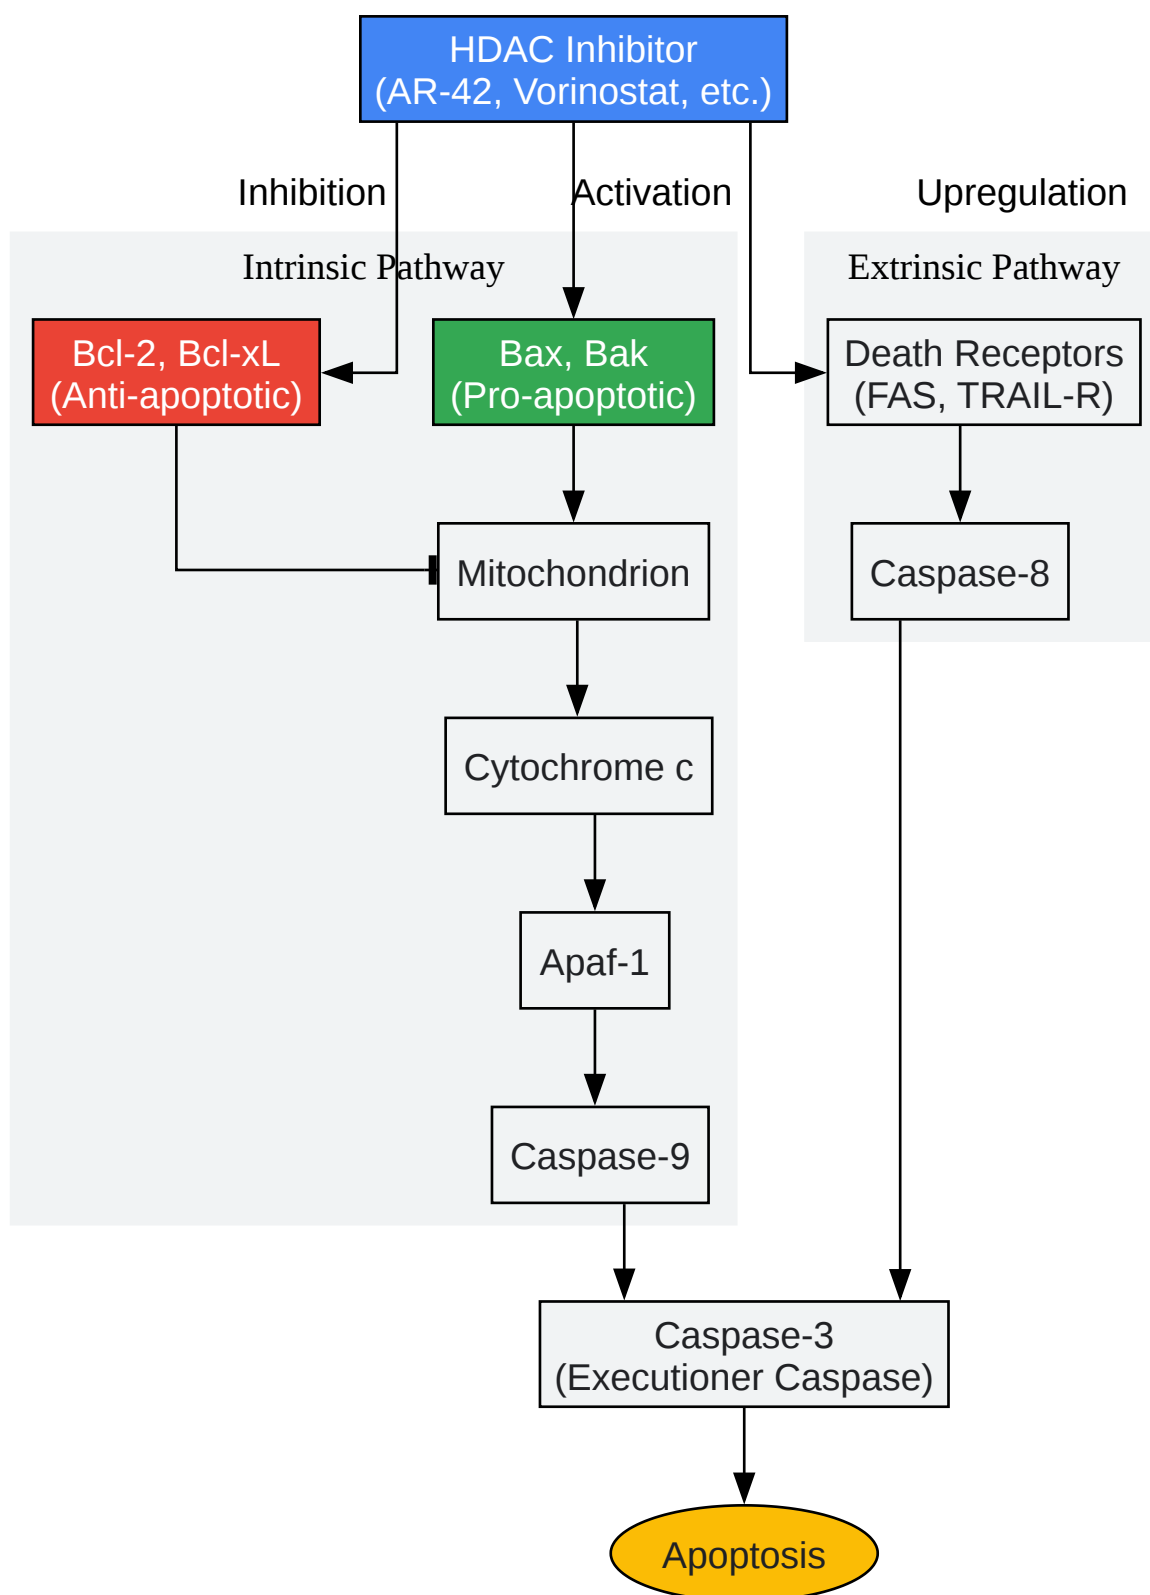 HDAC Inhibitor
(AR-42, Vorinostat, etc.)
Inhibition
Activation
Upregulation
Intrinsic Pathway
Extrinsic Pathway
Bcl-2, Bcl-xL
(Anti-apoptotic)
Bax, Bak
(Pro-apoptotic)
Death Receptors
(FAS, TRAIL-R)
Mitochondrion
Caspase-8
Cytochrome c
Apaf-1
Caspase-9
Caspase-3
(Executioner Caspase)
Apoptosis